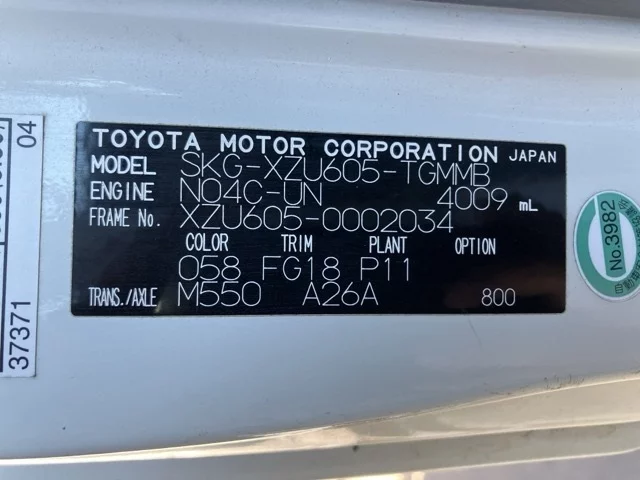 TOYOTA MOTOR CORPORATION JAPAN
MODEL SKG-XZU605-TGMMB
ENGINE N04C-UN 4009 mL
FRAME No. XZU605-0002034
COLOR TRIM PLANT OPTION
058 FG18 P11
TRANS./AXLE M550 A26A 800
04
37371
No.3982